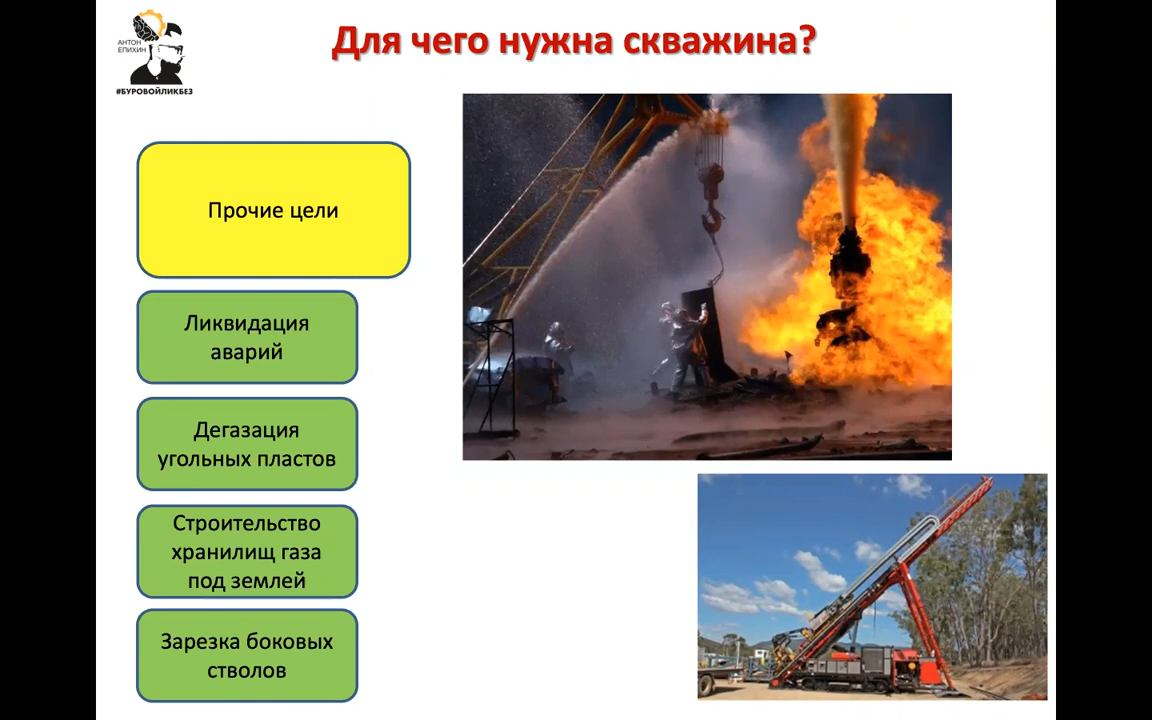 АНТОН
ЕПИХИН
#БУРОВОЙЛИКБЕЗ
Для чего нужна скважина?
Прочие цели
Ликвидация
аварий
Дегазация
угольных пластов
Строительство
хранилищ газа
под землей
Зарезка боковых
стволов